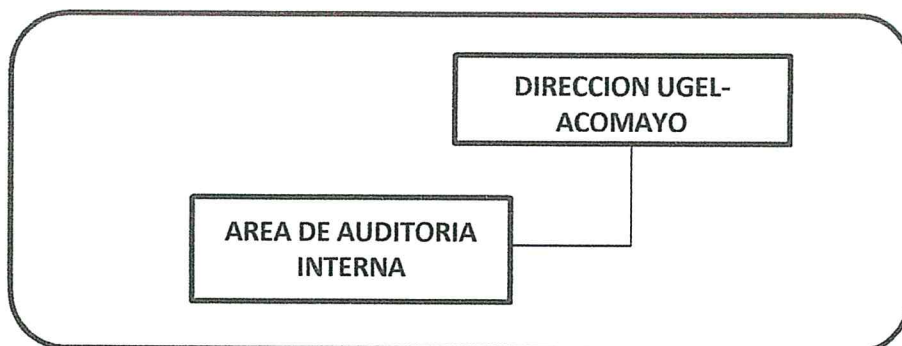 DIRECCION UGEL-
ACOMAYO
AREA DE AUDITORIA
INTERNA